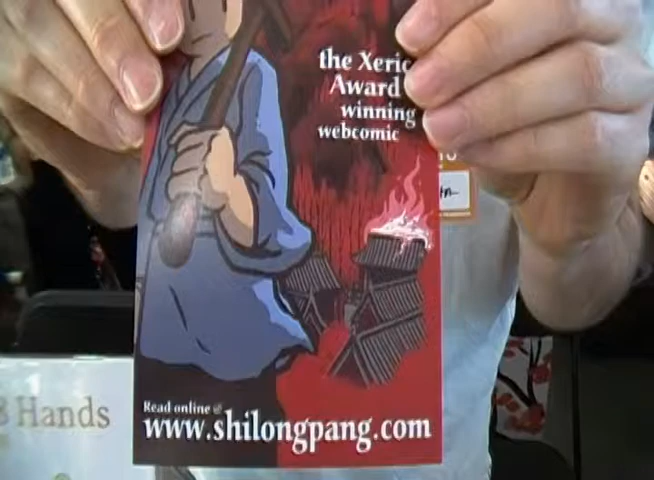 the Xeric
Award
winning
webcomic
Read online @
www.shilongpang.com
Hands